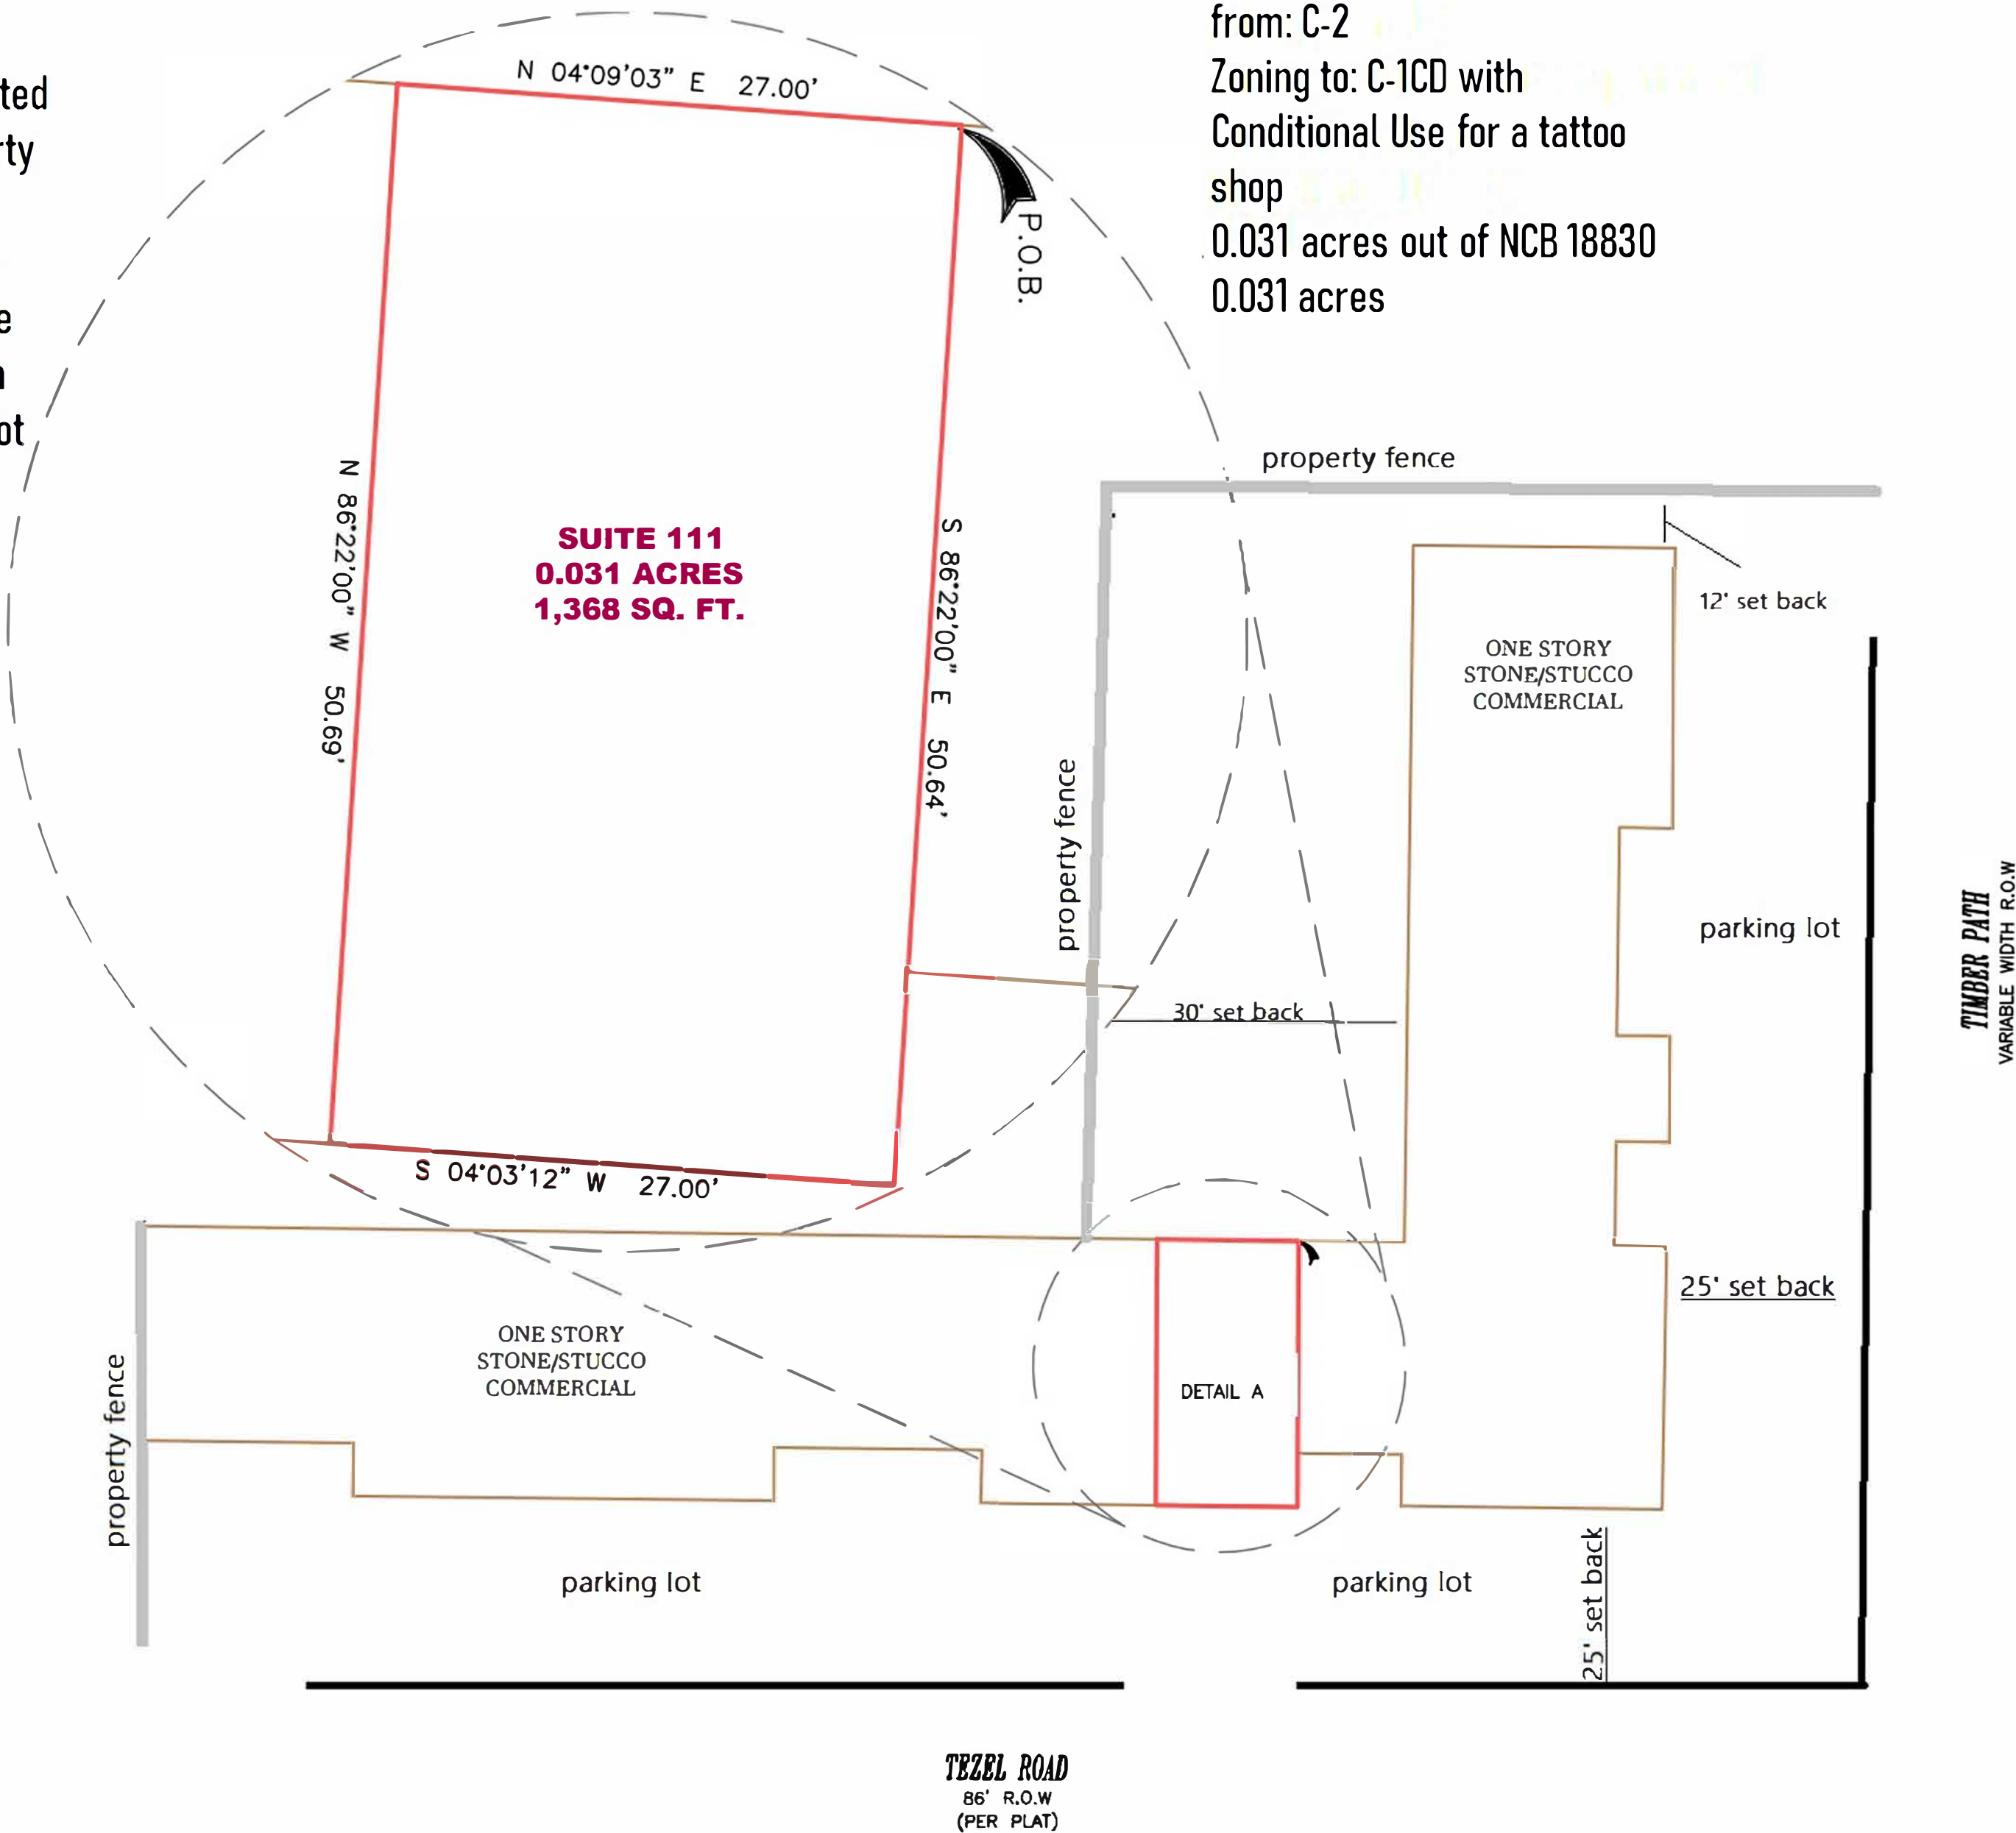 ted
rty
e
n
ot
from: C-2
Zoning to: C-1CD with
Conditional Use for a tattoo
shop
0.031 acres out of NCB 18830
0.031 acres
N 04°09'03" E 27.00'
P.O.B.
N 86°22'00" W 50.69'
SUITE 111
0.031 ACRES
1,368 SQ. FT.
S 86°22'00" E 50.64'
S 04°03'12" W 27.00'
property fence
12' set back
ONE STORY
STONE/STUCCO
COMMERCIAL
property fence
30' set back
parking lot
TIMBER PATH
VARIABLE WIDTH R.O.W
25' set back
ONE STORY
STONE/STUCCO
COMMERCIAL
DETAIL A
property fence
parking lot
parking lot
25' set back
TEZEL ROAD
86' R.O.W
(PER PLAT)